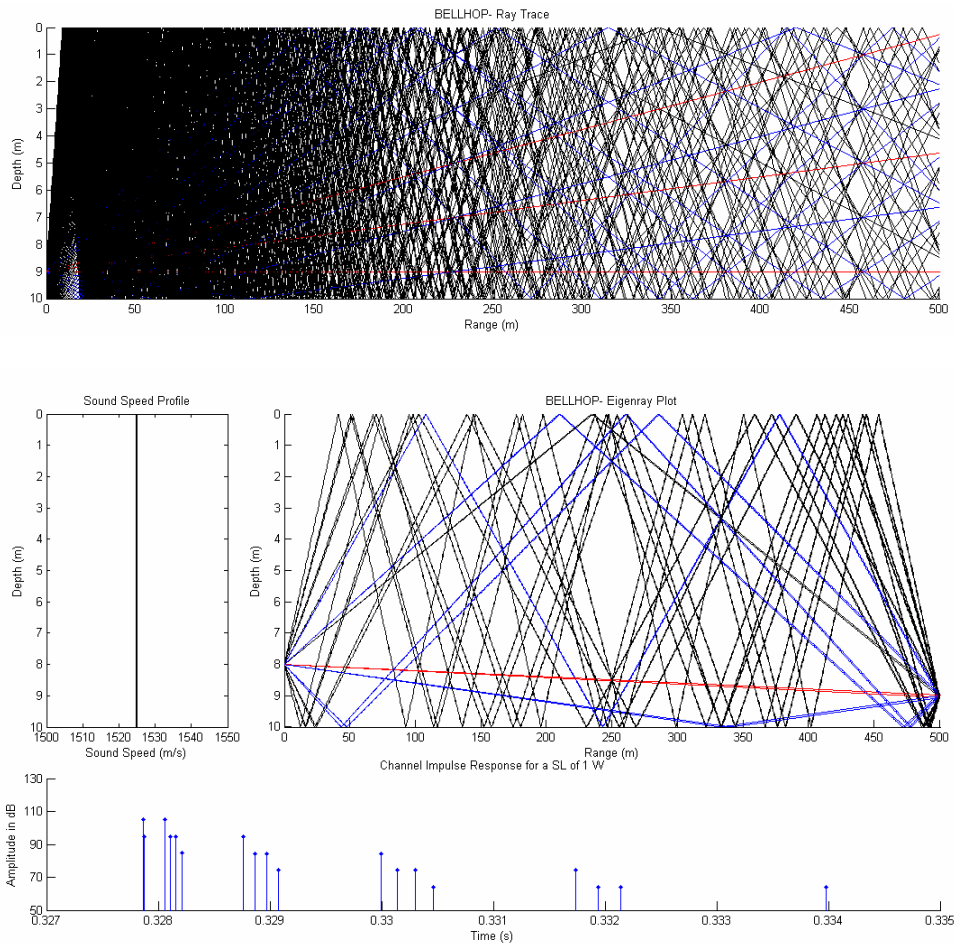 BELLHOP- Ray Trace
Depth (m)
0
1
2
3
4
5
6
7
8
9
10
0 50 100 150 200 250 300 350 400 450 500
Range (m)
Sound Speed Profile
Depth (m)
0
1
2
3
4
5
6
7
8
9
10
1500 1510 1520 1530 1540 1550
Sound Speed (m/s)
BELLHOP- Eigenray Plot
Depth (m)
0
1
2
3
4
5
6
7
8
9
10
0 50 100 150 200 250 300 350 400 450 500
Range (m)
Channel Impulse Response for a SL of 1 W
Amplitude in dB
130
110
90
70
50
0.327 0.328 0.329 0.33 0.331 0.332 0.333 0.334 0.335
Time (s)